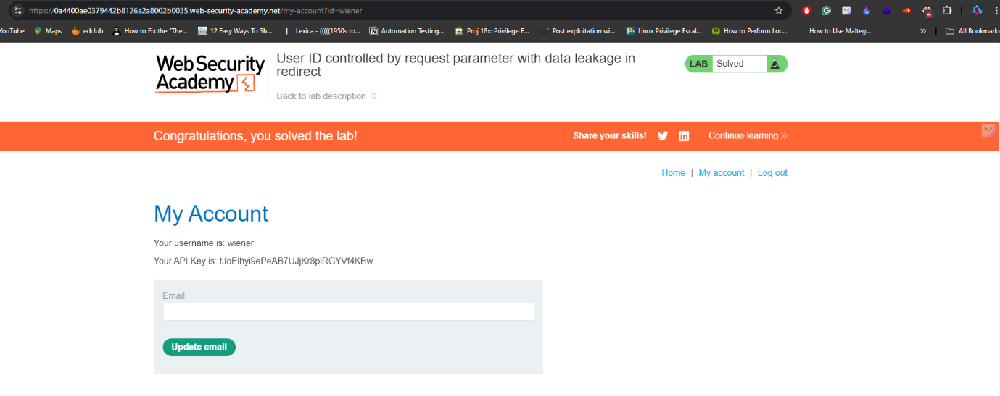 https://0a4400ae0379442b8126a2a8002b0035.web-security-academy.net/my-account?id=wiener
YouTube Maps edclub How to Fix the "The... 12 Easy Ways To Sh... Lexica - (((((1950s ro... Automation Testing... Proj 18x: Privilege E... Post exploitation wi... Linux Privilege Escal... How to Perform Loc... How to Use Malteg... » All Bookmarks
WebSecurity
Academy
User ID controlled by request parameter with data leakage in
redirect
LAB Solved
Back to lab description >>
Congratulations, you solved the lab!
Share your skills! Continue learning >>
Home | My account | Log out
My Account
Your username is: wiener
Your API Key is: tJoElhyi9ePeAB7UJjKr8plRGYVf4KBw
Email
Update email